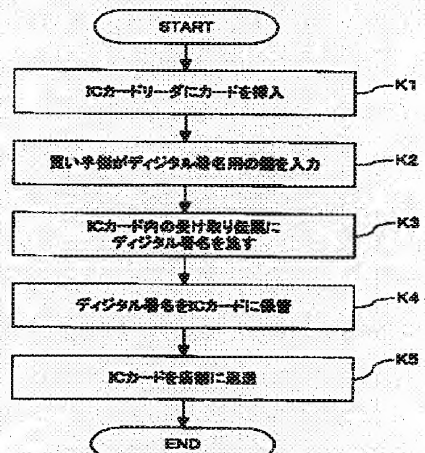 START
ICカードリーダにカードを挿入
K1
買い手側がディジタル署名用の鍵を入力
K2
ICカード内の受け取り伝票に
ディジタル署名を施す
K3
ディジタル署名をICカードに保管
K4
ICカードを店舗に返送
K5
END